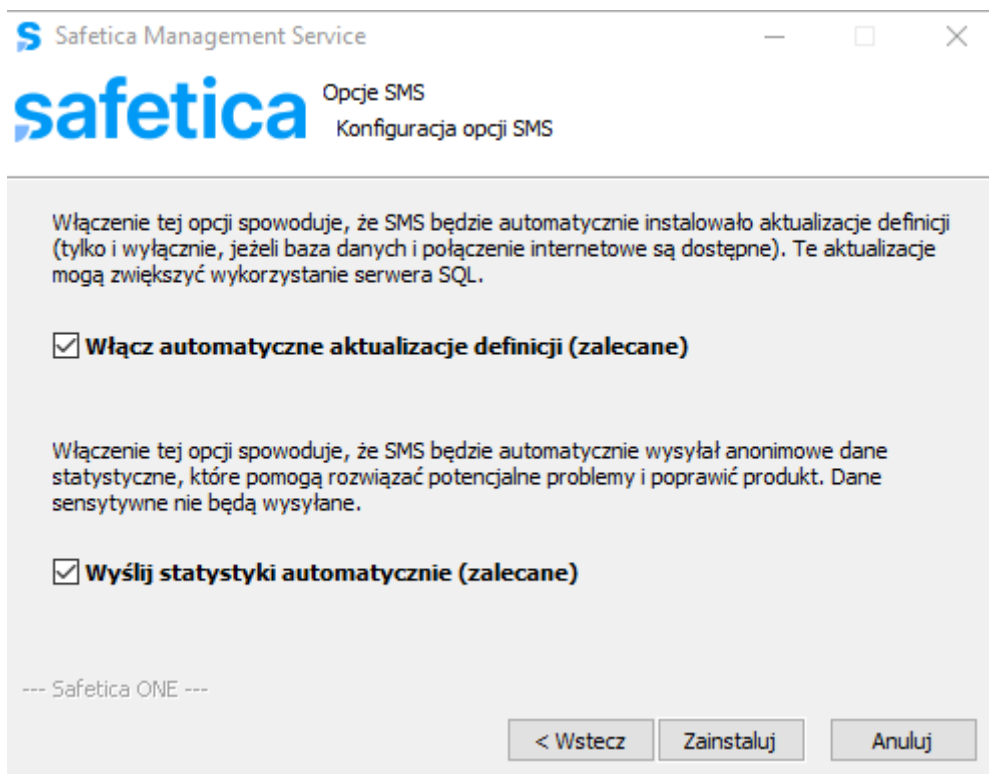 Safetica Management Service
safetica
Opcje SMS
Konfiguracja opcji SMS
Włączenie tej opcji spowoduje, że SMS będzie automatycznie instalowało aktualizacje definicji
(tylko i wyłącznie, jeżeli baza danych i połączenie internetowe są dostępne). Te aktualizacje
mogą zwiększyć wykorzystanie serwera SQL.
Włącz automatyczne aktualizacje definicji (zalecane)
Włączenie tej opcji spowoduje, że SMS będzie automatycznie wysyłał anonimowe dane
statystyczne, które pomogą rozwiązać potencjalne problemy i poprawić produkt. Dane
sensytywne nie będą wysyłane.
Wyślij statystyki automatycznie (zalecane)
--- Safetica ONE ---
< Wstecz Zainstaluj Anuluj